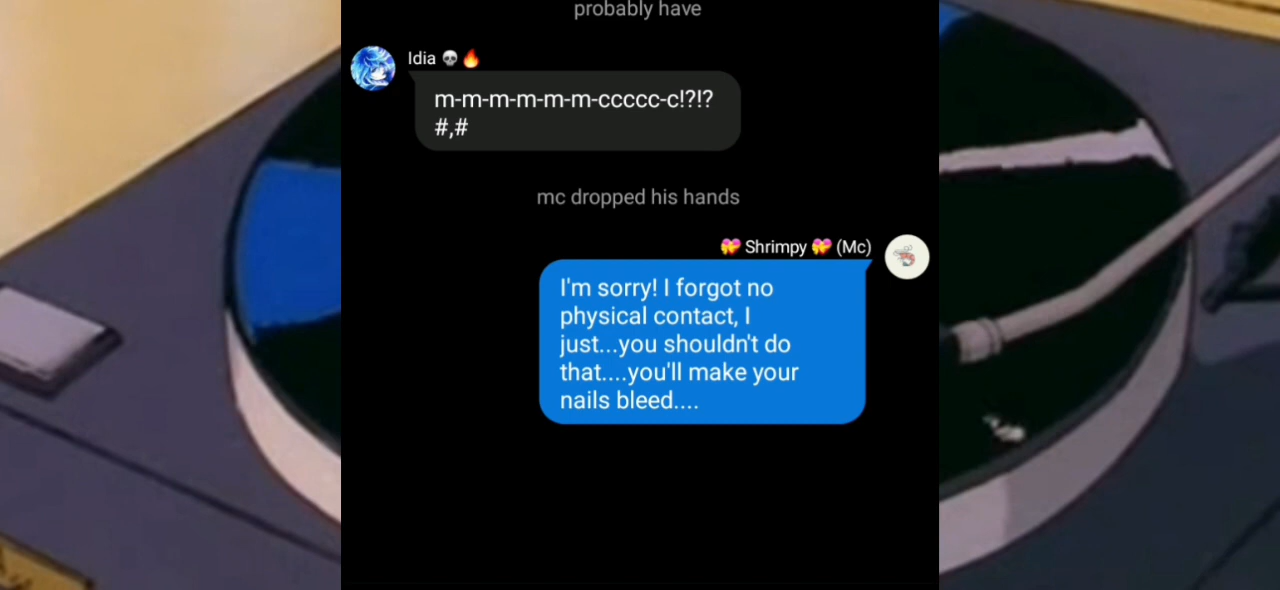 probably have
Idia 💀🔥
m-m-m-m-m-m-ccccc-c!?!?
#,#
mc dropped his hands
💝 Shrimpy 💝 (Mc)
I'm sorry! I forgot no
physical contact, I
just...you shouldn't do
that....you'll make your
nails bleed....